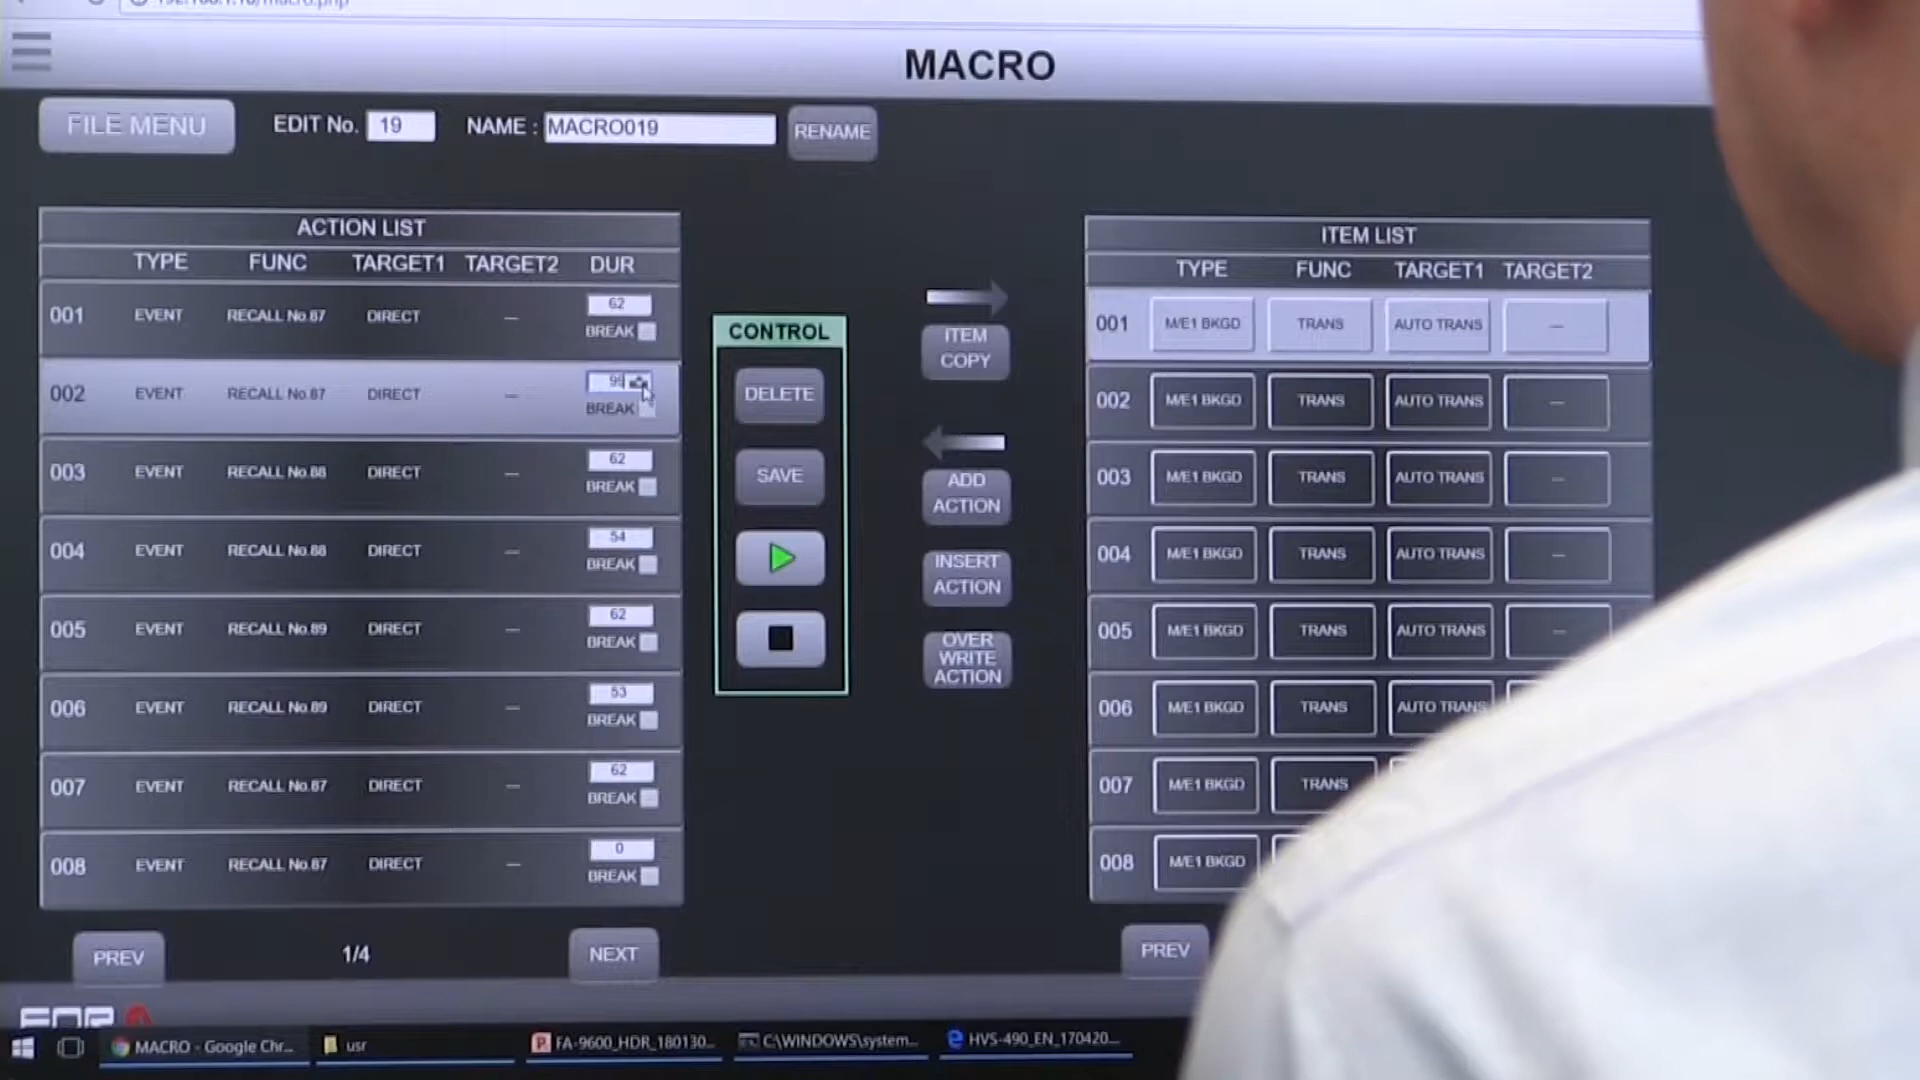 MACRO
FILE MENU EDIT No. 19 NAME : MACRO019 RENAME
ACTION LIST
TYPE FUNC TARGET1 TARGET2 DUR
001 EVENT RECALL No.87 DIRECT --- 62
BREAK
002 EVENT RECALL No.87 DIRECT --- 99
BREAK
003 EVENT RECALL No.88 DIRECT --- 62
BREAK
004 EVENT RECALL No.88 DIRECT --- 54
BREAK
005 EVENT RECALL No.89 DIRECT --- 62
BREAK
006 EVENT RECALL No.89 DIRECT --- 53
BREAK
007 EVENT RECALL No.87 DIRECT --- 62
BREAK
008 EVENT RECALL No.87 DIRECT --- 0
BREAK
PREV 1/4 NEXT
CONTROL
DELETE
SAVE
ITEM
COPY
ADD
ACTION
INSERT
ACTION
OVER
WRITE
ACTION
ITEM LIST
TYPE FUNC TARGET1 TARGET2
001 M/E1 BKGD TRANS AUTO TRANS ---
002 M/E1 BKGD TRANS AUTO TRANS ---
003 M/E1 BKGD TRANS AUTO TRANS ---
004 M/E1 BKGD TRANS AUTO TRANS ---
005 M/E1 BKGD TRANS AUTO TRANS ---
006 M/E1 BKGD TRANS AUTO TRANS
007 M/E1 BKGD TRANS
008 M/E1 BKGD
PREV
MACRO - Google Chr... usr FA-9600_HDR_180130... C:\WINDOWS\system... HVS-490_EN_170420...